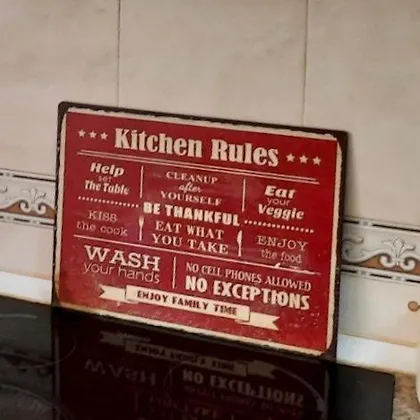 Kitchen Rules
Help
set
The Table
CLEANUP
after
YOURSELF
Eat
your
Veggie
BE THANKFUL
KISS
the cook
EAT WHAT
YOU TAKE
ENJOY
the food
WASH
your hands
NO CELL PHONES ALLOWED
NO EXCEPTIONS
ENJOY FAMILY TIME